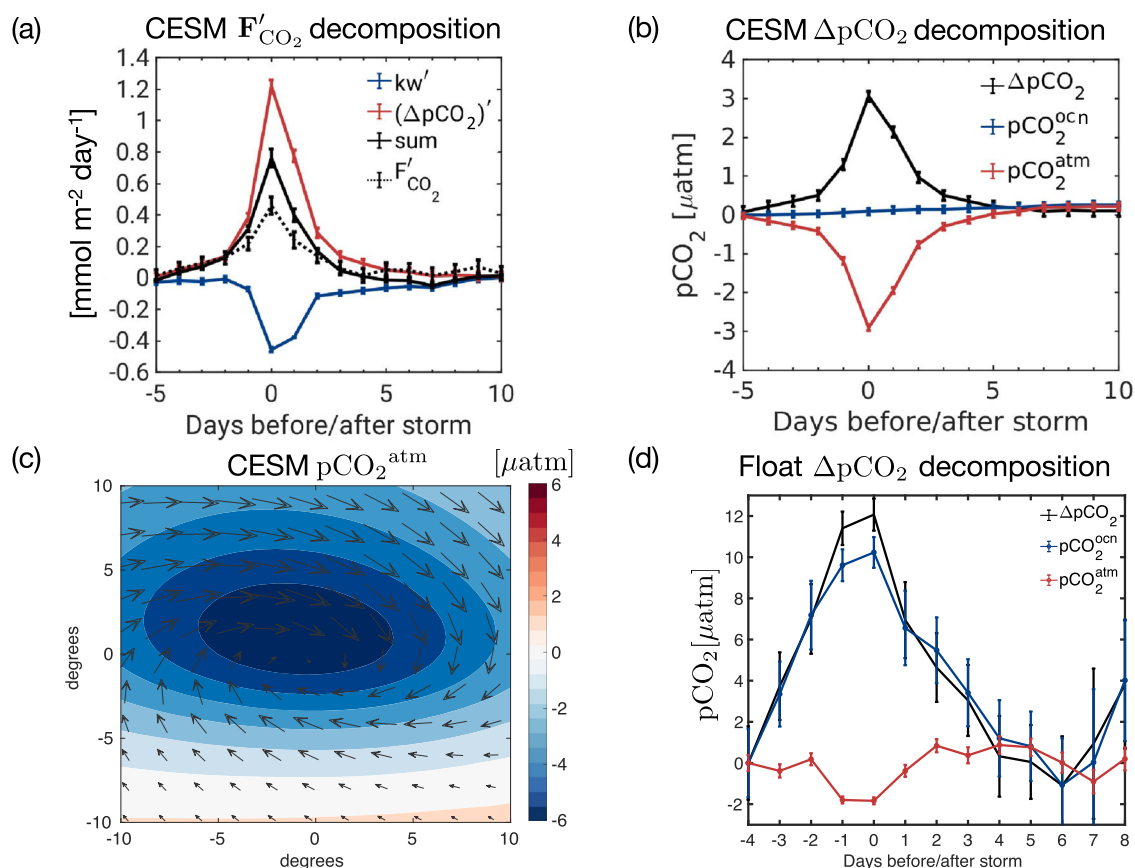 (a)
CESM F′CO₂ decomposition
1.4
1.2
1.0
0.8
0.6
0.4
0.2
0
-0.2
-0.4
-0.6
[mmol m⁻² day⁻¹]
kw′
(ΔpCO₂)′
sum
F′CO₂
-5 0 5 10
Days before/after storm
(b)
CESM ΔpCO₂ decomposition
4
3
2
1
0
-1
-2
-3
-4
pCO₂ [μatm]
ΔpCO₂
pCO₂ᵒᶜⁿ
pCO₂ᵃᵗᵐ
-5 0 5 10
Days before/after storm
(c)
CESM pCO₂ᵃᵗᵐ
[μatm]
10
5
0
-5
-10
degrees
-10 -5 0 5 10
degrees
6
4
2
0
-2
-4
-6
(d)
Float ΔpCO₂ decomposition
12
10
8
6
4
2
0
-2
pCO₂[μatm]
ΔpCO₂
pCO₂ᵒᶜⁿ
pCO₂ᵃᵗᵐ
-4 -3 -2 -1 0 1 2 3 4 5 6 7 8
Days before/after storm